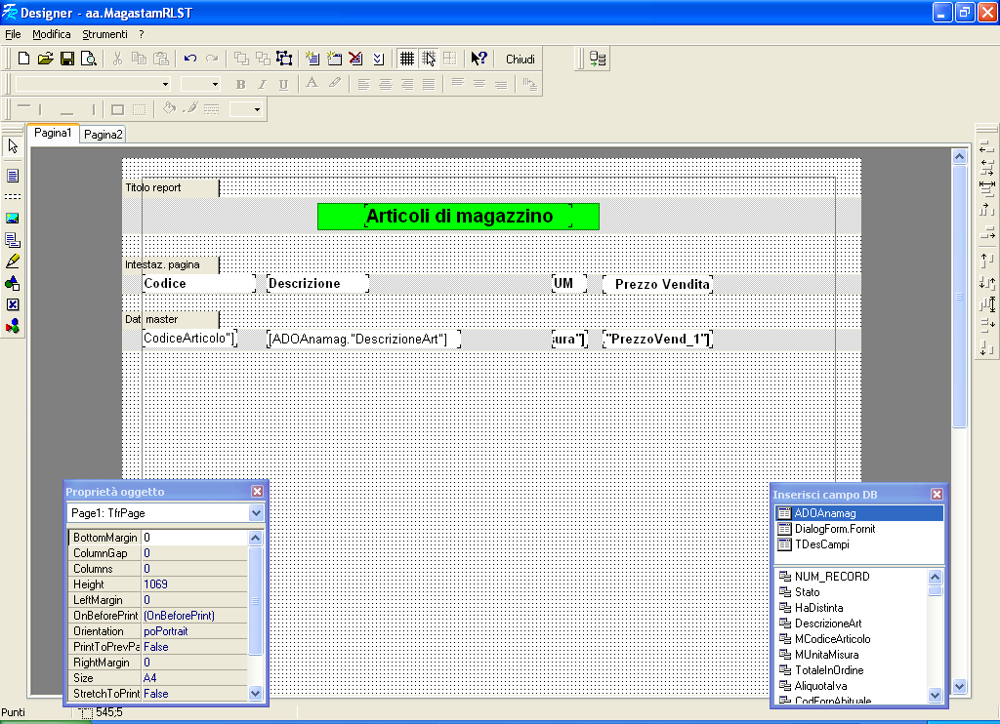 Designer - aa.MagastamRLST
File Modifica Strumenti ?
Chiudi
B I U
A
Pagina1 Pagina2
Titolo report
Articoli di magazzino
Intestaz. pagina
Codice Descrizione UM Prezzo Vendita
Dat master
CodiceArticolo"] [ADOAnamag."DescrizioneArt"] ura"] "PrezzoVend_1"]
Proprietà oggetto
Page1: TfrPage
BottomMargin 0
ColumnGap 0
Columns 0
Height 1069
LeftMargin 0
OnBeforePrint (OnBeforePrint)
Orientation poPortrait
PrintToPrevPa False
RightMargin 0
Size A4
StretchToPrint False
Inserisci campo DB
ADOAnamag
DialogForm.Fornit
TDesCampi
NUM_RECORD
Stato
HaDistinta
DescrizioneArt
MCodiceArticolo
MUnitaMisura
TotaleInOrdine
AliquotaIva
CodFornAbituale
Punti 545;5